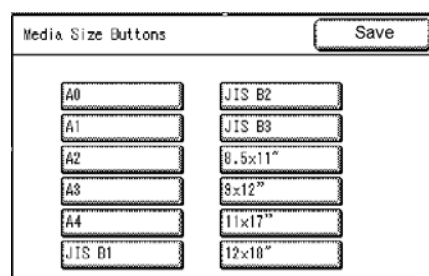 Media Size Buttons
Save
A0
A1
A2
A3
A4
JIS B1
JIS B2
JIS B3
8.5x11"
9x12"
11x17"
12x18"